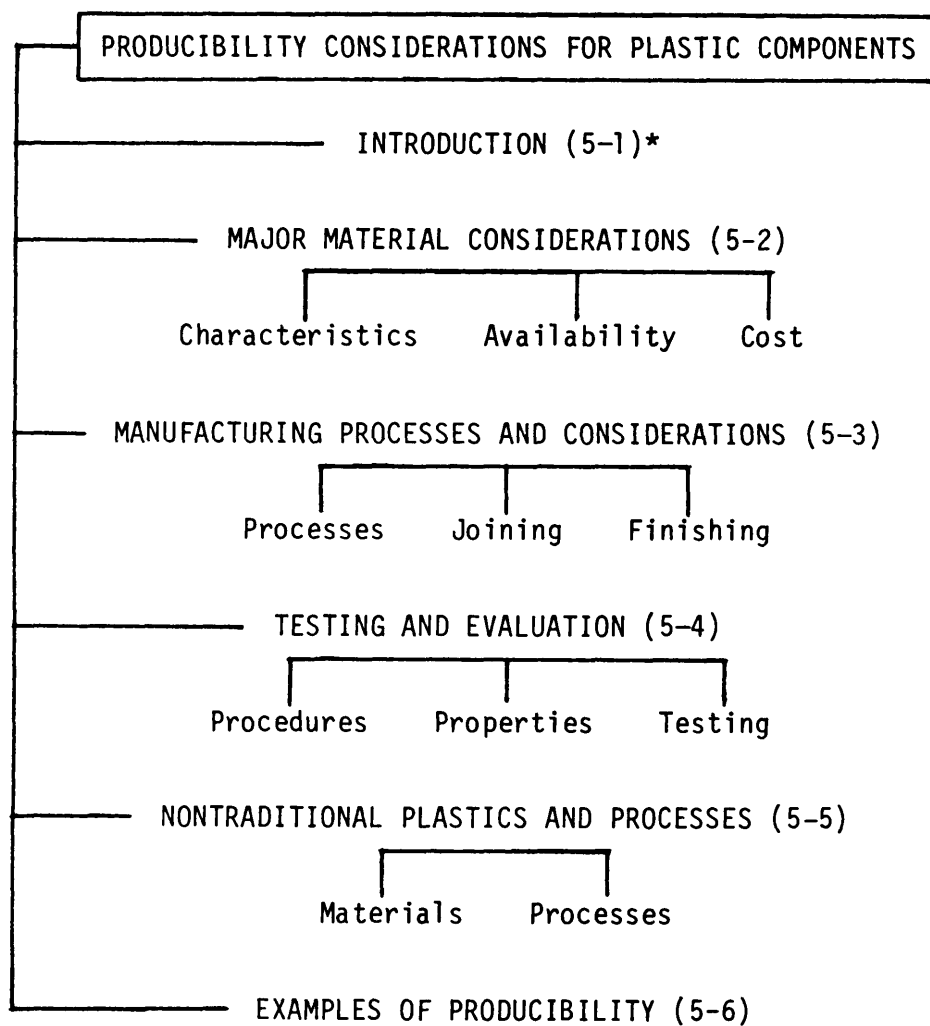 PRODUCIBILITY CONSIDERATIONS FOR PLASTIC COMPONENTS
INTRODUCTION (5-1)*
MAJOR MATERIAL CONSIDERATIONS (5-2)
Characteristics Availability Cost
MANUFACTURING PROCESSES AND CONSIDERATIONS (5-3)
Processes Joining Finishing
TESTING AND EVALUATION (5-4)
Procedures Properties Testing
NONTRADITIONAL PLASTICS AND PROCESSES (5-5)
Materials Processes
EXAMPLES OF PRODUCIBILITY (5-6)